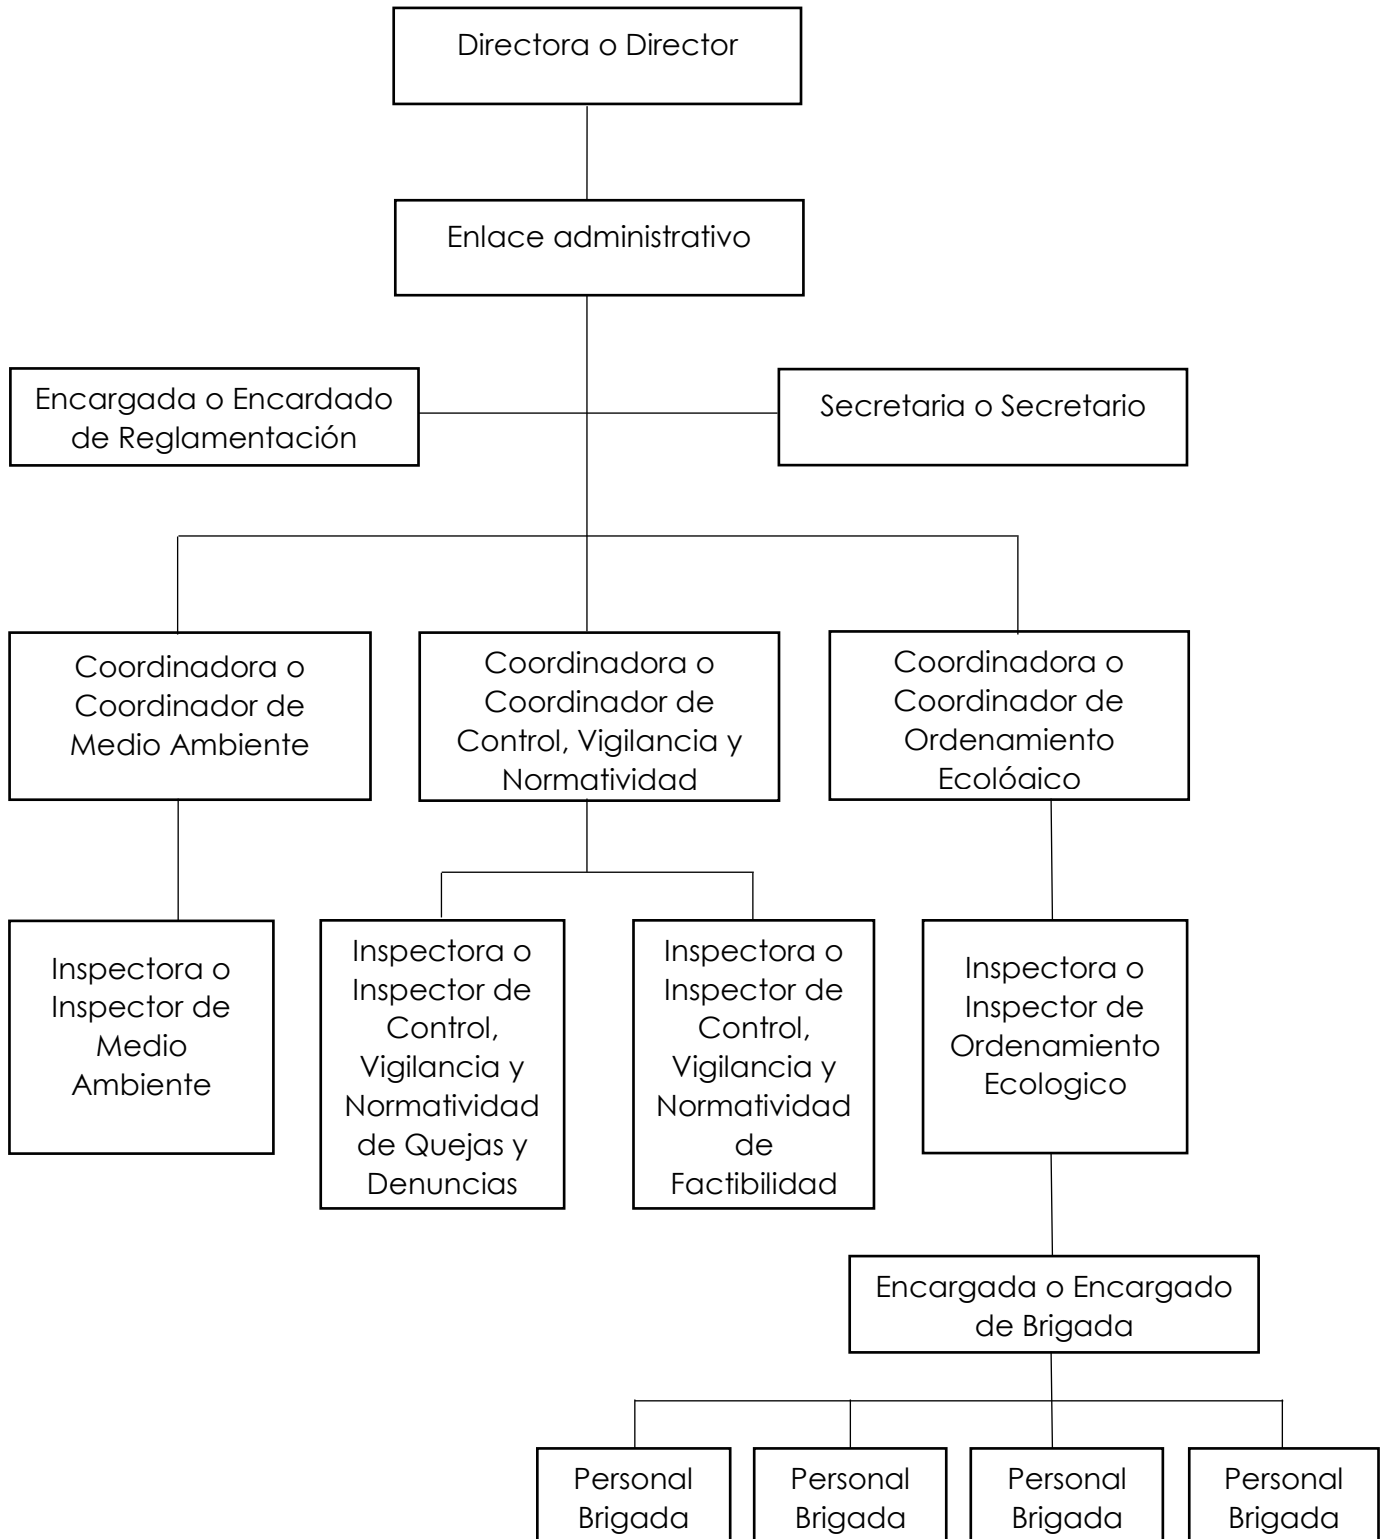 Directora o Director
Enlace administrativo
Encargada o Encardado
de Reglamentación
Secretaria o Secretario
Coordinadora o
Coordinador de
Medio Ambiente
Coordinadora o
Coordinador de
Control, Vigilancia y
Normatividad
Coordinadora o
Coordinador de
Ordenamiento
Ecológico
Inspectora o
Inspector de
Medio
Ambiente
Inspectora o
Inspector de
Control,
Vigilancia y
Normatividad
de Quejas y
Denuncias
Inspectora o
Inspector de
Control,
Vigilancia y
Normatividad
de
Factibilidad
Inspectora o
Inspector de
Ordenamiento
Ecologico
Encargada o Encargado
de Brigada
Personal
Brigada
Personal
Brigada
Personal
Brigada
Personal
Brigada